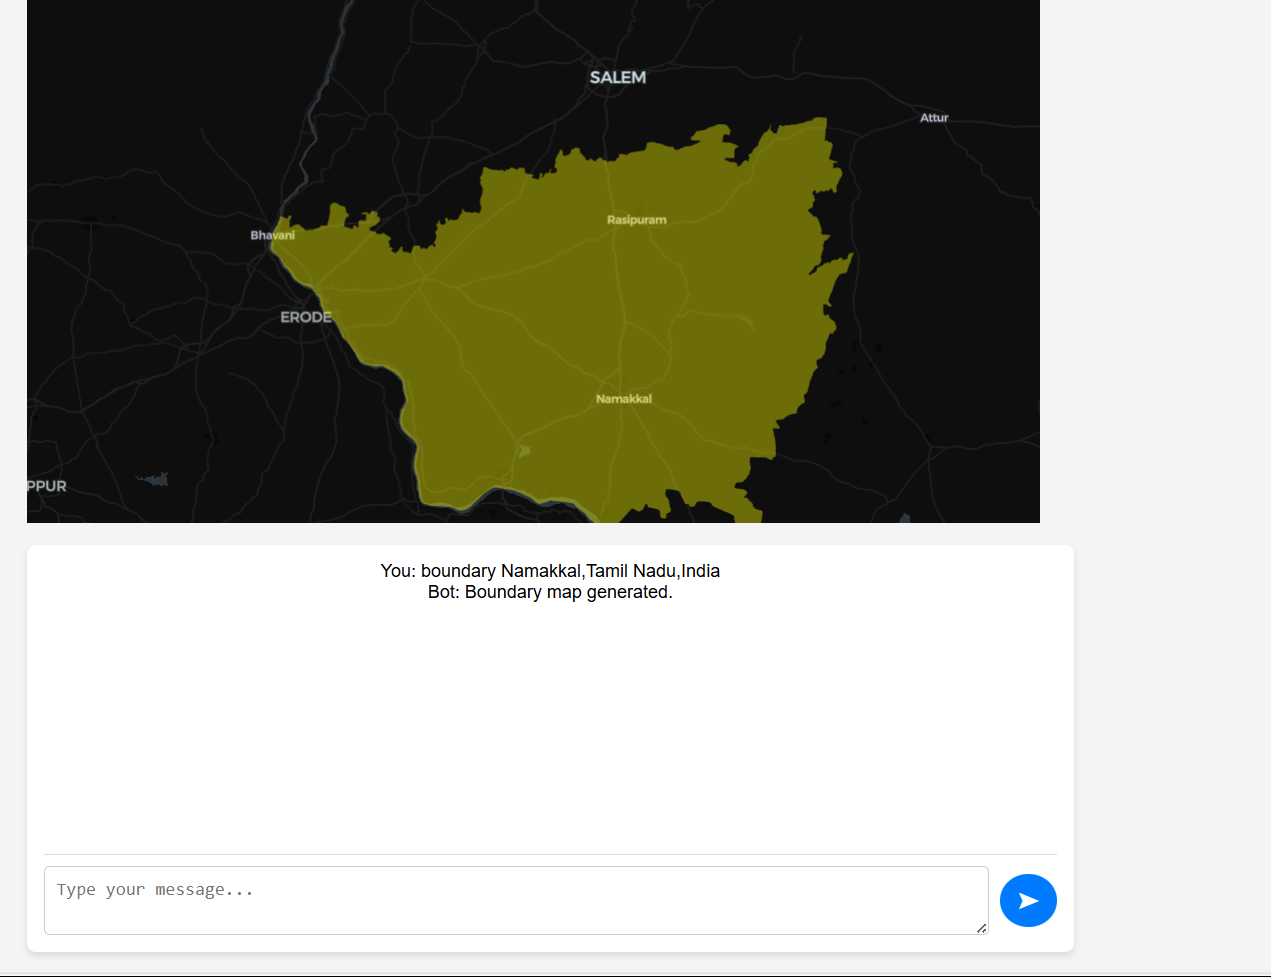 SALEM
Attur
Rasipuram
Bhavani
ERODE
Namakkal
PPUR
You: boundary Namakkal,Tamil Nadu,India
Bot: Boundary map generated.
Type your message...